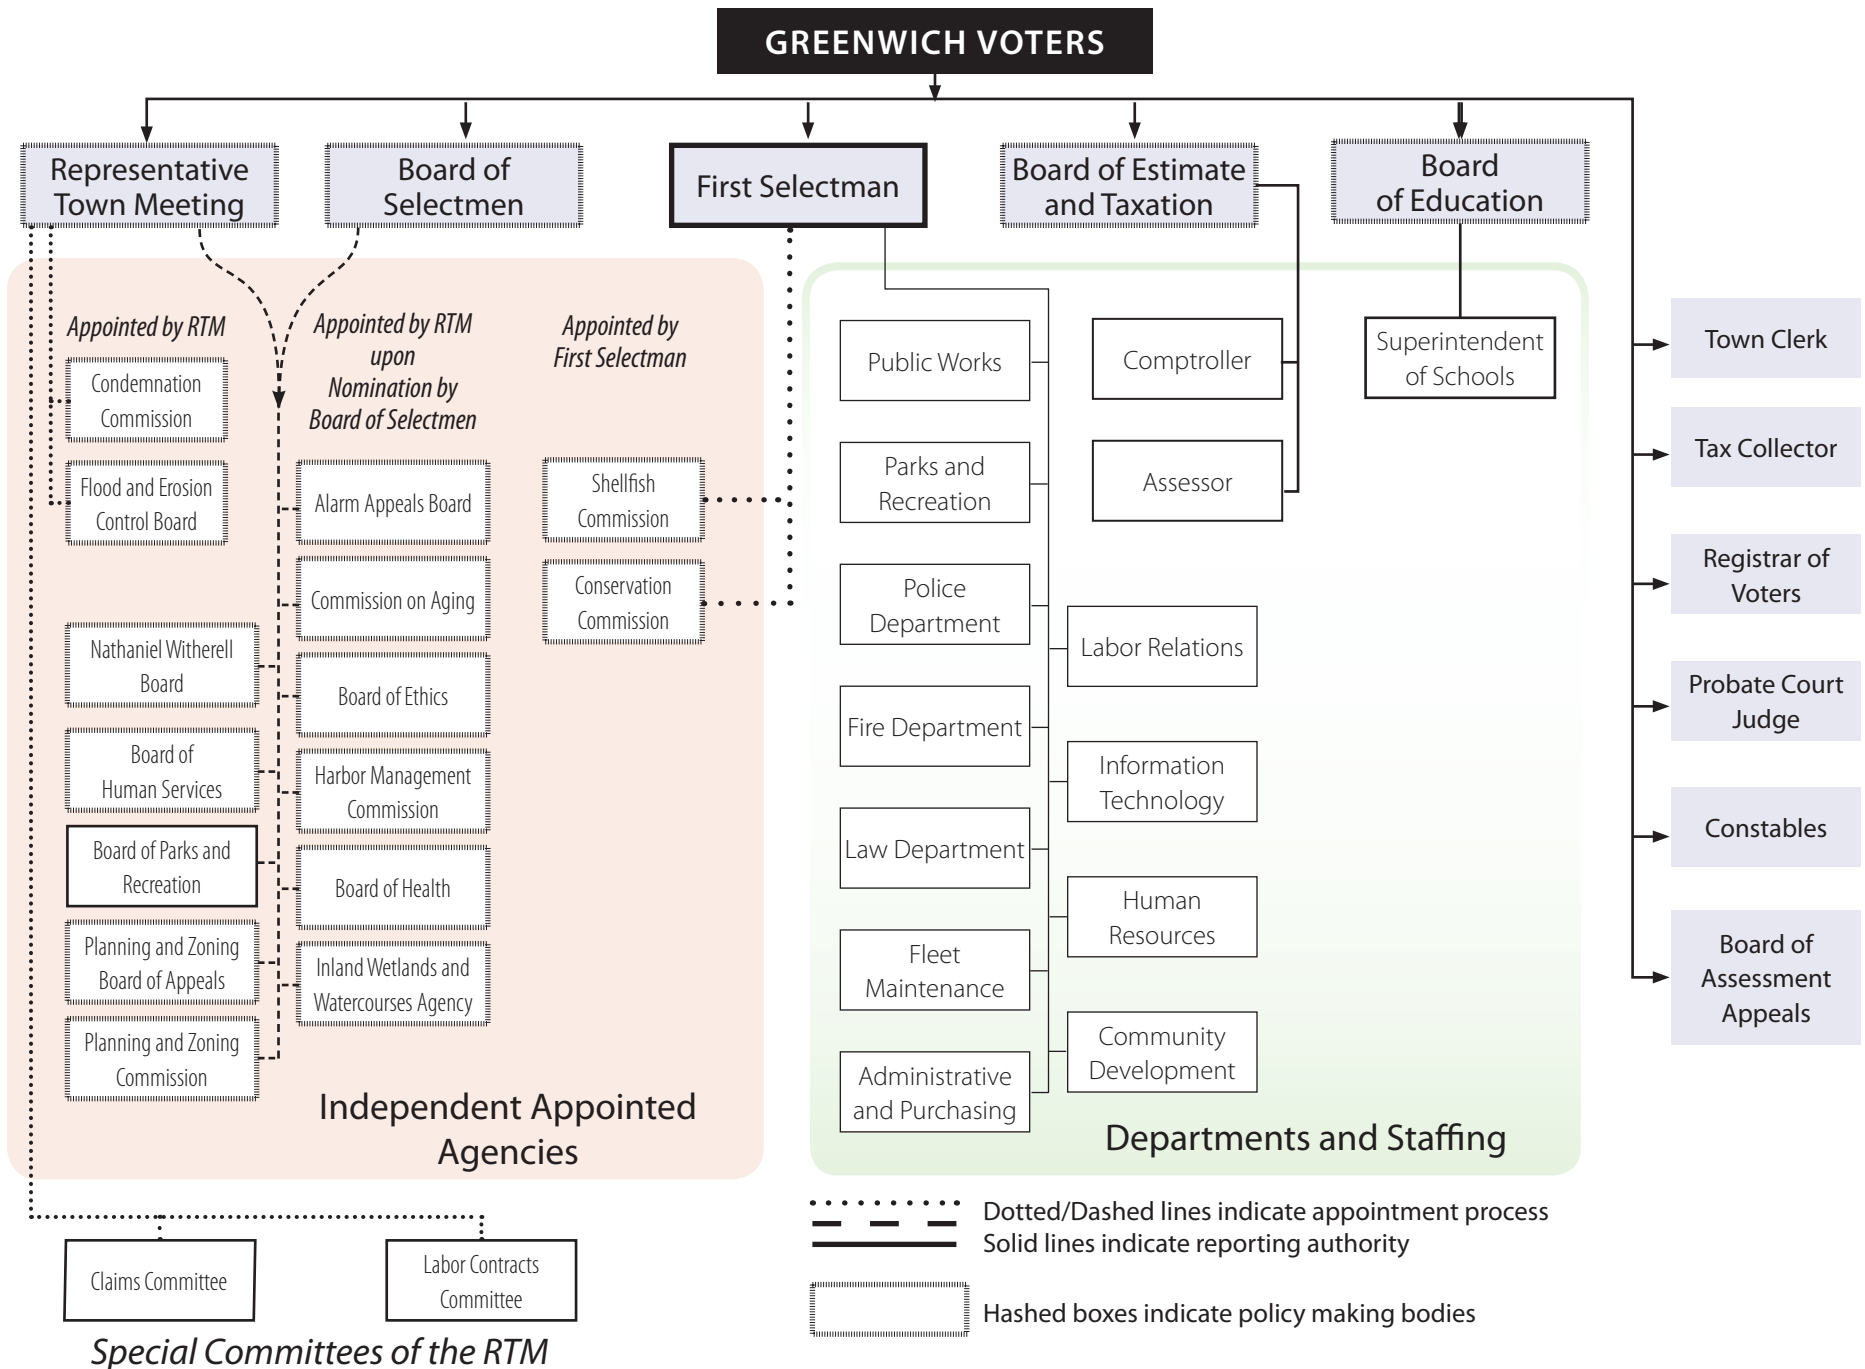 GREENWICH VOTERS
Representative
Town Meeting
Board of
Selectmen
First Selectman
Board of Estimate
and Taxation
Board
of Education
Appointed by RTM
Condemnation
Commission
Flood and Erosion
Control Board
Nathaniel Witherell
Board
Board of
Human Services
Board of Parks and
Recreation
Planning and Zoning
Board of Appeals
Planning and Zoning
Commission
Appointed by RTM
upon
Nomination by
Board of Selectmen
Alarm Appeals Board
Commission on Aging
Board of Ethics
Harbor Management
Commission
Board of Health
Inland Wetlands and
Watercourses Agency
Appointed by
First Selectman
Shellfish
Commission
Conservation
Commission
Independent Appointed
Agencies
Public Works
Parks and
Recreation
Police
Department
Fire Department
Law Department
Fleet
Maintenance
Administrative
and Purchasing
Comptroller
Assessor
Labor Relations
Information
Technology
Human
Resources
Community
Development
Superintendent
of Schools
Departments and Staffing
Town Clerk
Tax Collector
Registrar of
Voters
Probate Court
Judge
Constables
Board of
Assessment
Appeals
Claims Committee
Labor Contracts
Committee
Special Committees of the RTM
Dotted/Dashed lines indicate appointment process
Solid lines indicate reporting authority
Hashed boxes indicate policy making bodies